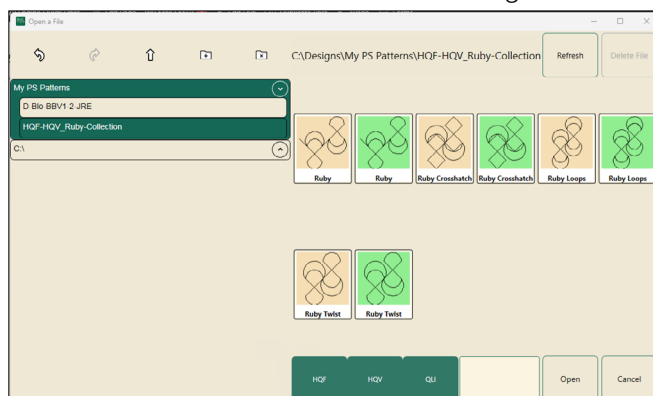 Open a File
C:\Designs\My PS Patterns\HQF-HQV_Ruby-Collection
Refresh
Delete File
My PS Patterns
D Blo BBV1-2 JRE
HQF-HQV_Ruby-Collection
C:\
Ruby
Ruby
Ruby Crosshatch
Ruby Crosshatch
Ruby Loops
Ruby Loops
Ruby Twist
Ruby Twist
HQF
HQV
QLI
Open
Cancel